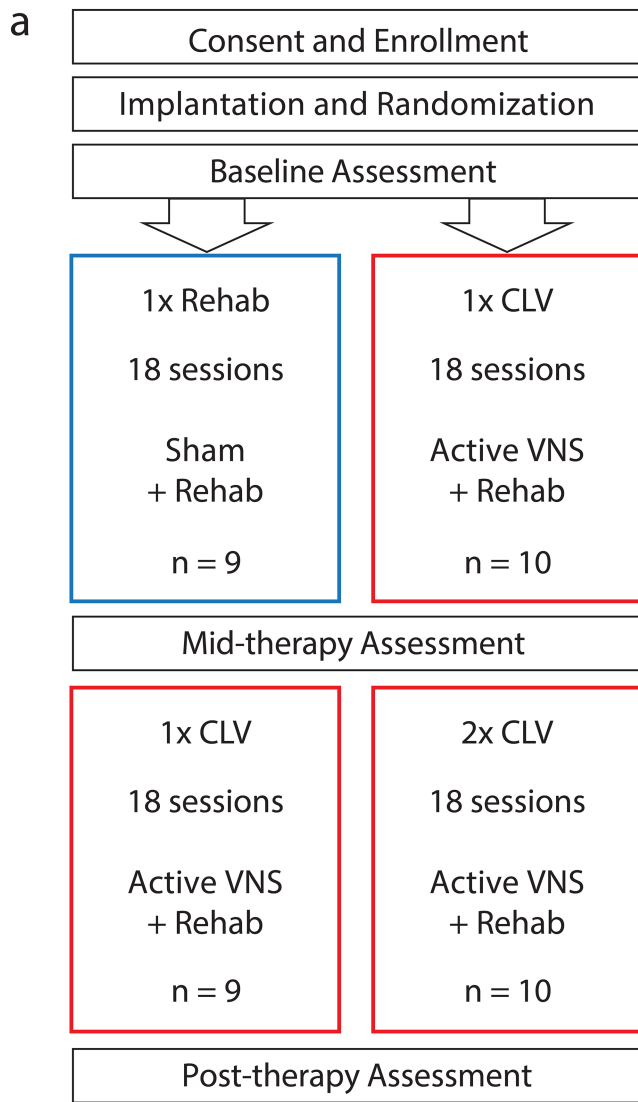 a
Consent and Enrollment
Implantation and Randomization
Baseline Assessment
1x Rehab
18 sessions
Sham
+ Rehab
n = 9
1x CLV
18 sessions
Active VNS
+ Rehab
n = 10
Mid-therapy Assessment
1x CLV
18 sessions
Active VNS
+ Rehab
n = 9
2x CLV
18 sessions
Active VNS
+ Rehab
n = 10
Post-therapy Assessment